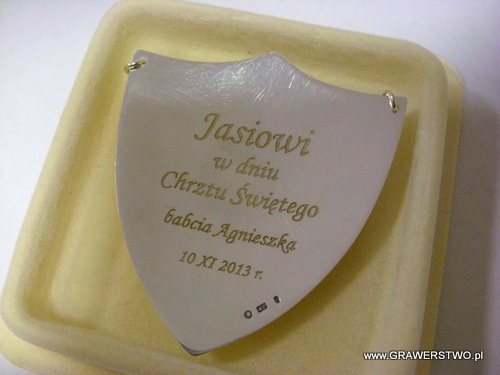 Jasiowi
w dniu
Chrztu Świętego
babcia Agnieszka
10 XI 2013 r.
www.GRAWERSTWO.pl